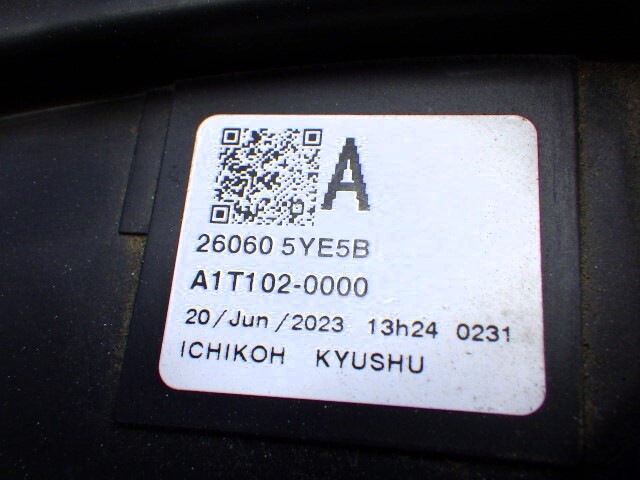 A
26060 5YE5B
A1T102-0000
20/Jun/2023 13h24 0231
ICHIKOH KYUSHU